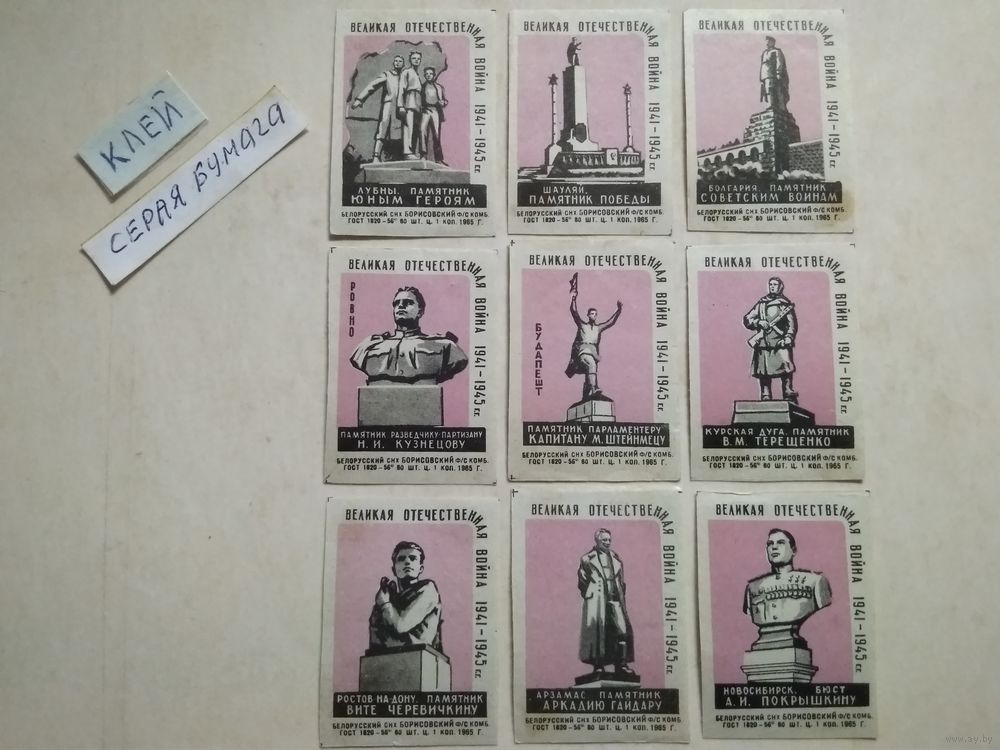 КЛЕЙ
СЕРАЯ БУМАГА
ВЕЛИКАЯ ОТЕЧЕСТВЕННАЯ ВОЙНА 1941-1945 гг.
ЛУБНЫ. ПАМЯТНИК
ЮНЫМ ГЕРОЯМ
БЕЛОРУССКИЙ СНХ БОРИСОВСКИЙ Ф/С КОМБ.
ГОСТ 1820-56" 60 ШТ. Ц. 1 КОП. 1965 Г.
ВЕЛИКАЯ ОТЕЧЕСТВЕННАЯ ВОЙНА 1941-1945 гг.
ШАУЛЯЙ.
ПАМЯТНИК ПОБЕДЫ
БЕЛОРУССКИЙ СНХ БОРИСОВСКИЙ Ф/С КОМБ.
ГОСТ 1820-56" 60 ШТ. Ц. 1 КОП. 1965 Г.
ВЕЛИКАЯ ОТЕЧЕСТВЕННАЯ ВОЙНА 1941-1945 гг.
БОЛГАРИЯ. ПАМЯТНИК
СОВЕТСКИМ ВОИНАМ
БЕЛОРУССКИЙ СНХ БОРИСОВСКИЙ Ф/С КОМБ.
ГОСТ 1820-56" 60 ШТ. Ц. 1 КОП. 1965 Г.
ВЕЛИКАЯ ОТЕЧЕСТВЕННАЯ ВОЙНА 1941-1945 гг.
РОВНО
ПАМЯТНИК РАЗВЕДЧИКУ-ПАРТИЗАНУ
Н. И. КУЗНЕЦОВУ
БЕЛОРУССКИЙ СНХ БОРИСОВСКИЙ Ф/С КОМБ.
ГОСТ 1820-56" 60 ШТ. Ц. 1 КОП. 1965 Г.
ВЕЛИКАЯ ОТЕЧЕСТВЕННАЯ ВОЙНА 1941-1945 гг.
БУДАПЕШТ
ПАМЯТНИК ПАРЛАМЕНТЕРУ
КАПИТАНУ М. ШТЕЙНМЕЦУ
БЕЛОРУССКИЙ СНХ БОРИСОВСКИЙ Ф/С КОМБ.
ГОСТ 1820-56" 60 ШТ. Ц. 1 КОП. 1965 Г.
ВЕЛИКАЯ ОТЕЧЕСТВЕННАЯ ВОЙНА 1941-1945 гг.
КУРСКАЯ ДУГА. ПАМЯТНИК
В. М. ТЕРЕЩЕНКО
БЕЛОРУССКИЙ СНХ БОРИСОВСКИЙ Ф/С КОМБ.
ГОСТ 1820-56" 60 ШТ. Ц. 1 КОП. 1965 Г.
ВЕЛИКАЯ ОТЕЧЕСТВЕННАЯ ВОЙНА 1941-1945 гг.
РОСТОВ-НА-ДОНУ. ПАМЯТНИК
ВИТЕ ЧЕРЕВИЧКИНУ
БЕЛОРУССКИЙ СНХ БОРИСОВСКИЙ Ф/С КОМБ.
ГОСТ 1820-56" 60 ШТ. Ц. 1 КОП. 1965 Г.
ВЕЛИКАЯ ОТЕЧЕСТВЕННАЯ ВОЙНА 1941-1945 гг.
АРЗАМАС. ПАМЯТНИК
АРКАДИЮ ГАЙДАРУ
БЕЛОРУССКИЙ СНХ БОРИСОВСКИЙ Ф/С КОМБ.
ГОСТ 1820-56" 60 ШТ. Ц. 1 КОП. 1965 Г.
ВЕЛИКАЯ ОТЕЧЕСТВЕННАЯ ВОЙНА 1941-1945 гг.
НОВОСИБИРСК. БЮСТ
А. И. ПОКРЫШКИНУ
БЕЛОРУССКИЙ СНХ БОРИСОВСКИЙ Ф/С КОМБ.
ГОСТ 1820-56" 60 ШТ. Ц. 1 КОП. 1965 Г.
www.ay.by